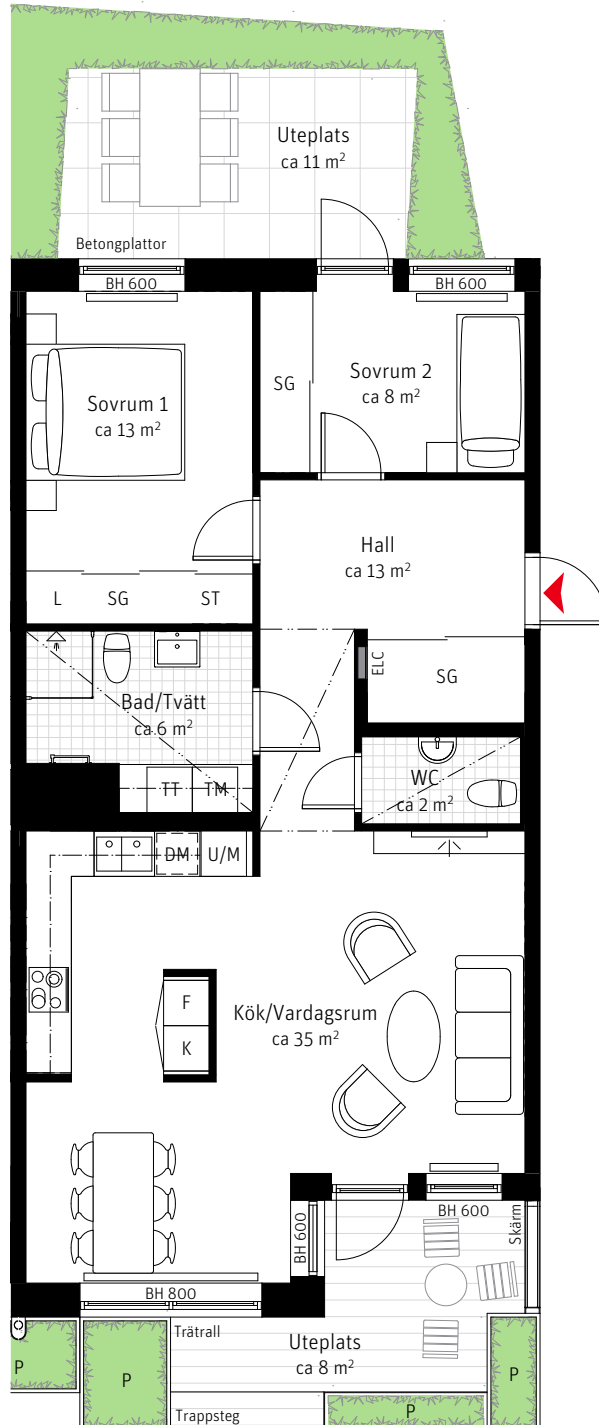 Uteplats
ca 11 m²
Betongplattor
BH 600
BH 600
Sovrum 1
ca 13 m²
SG
Sovrum 2
ca 8 m²
Hall
ca 13 m²
L
SG
ST
ELC
SG
Bad/Tvätt
ca 6 m²
TT
TM
WC
ca 2 m²
DM
U/M
F
K
Kök/Vardagsrum
ca 35 m²
BH 600
BH 600
Skärm
BH 800
Trätrall
Uteplats
ca 8 m²
P
P
P
P
Trappsteg